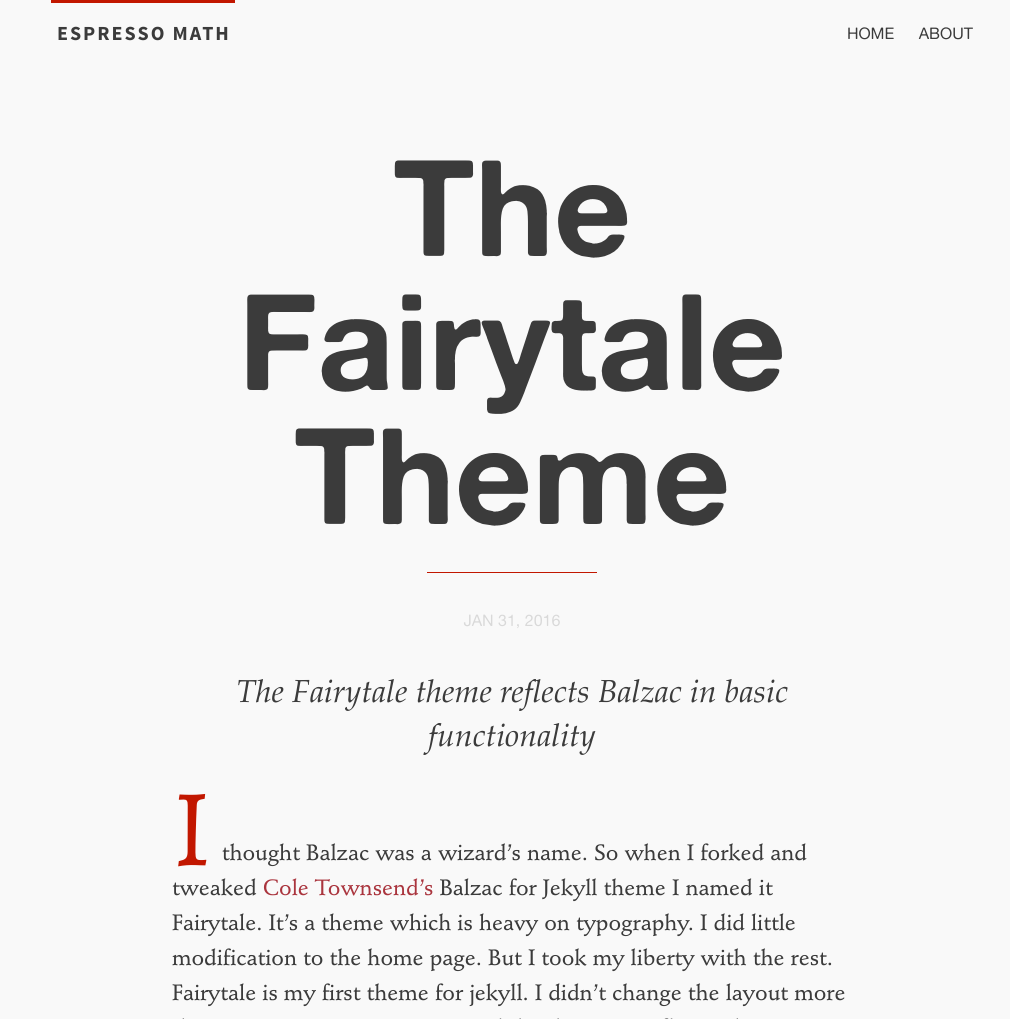 ESPRESSO MATH
HOME ABOUT
The
Fairytale
Theme
JAN 31, 2016
The Fairytale theme reflects Balzac in basic
functionality
I thought Balzac was a wizard’s name. So when I forked and
tweaked Cole Townsend’s Balzac for Jekyll theme I named it
Fairytale. It’s a theme which is heavy on typography. I did little
modification to the home page. But I took my liberty with the rest.
Fairytale is my first theme for jekyll. I didn’t change the layout more